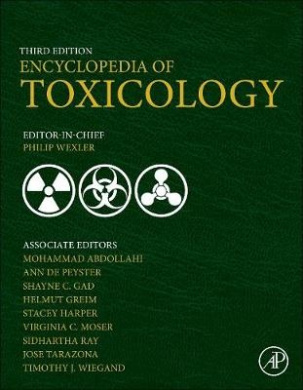 THIRD EDITION
ENCYCLOPEDIA OF
TOXICOLOGY
EDITOR-IN-CHIEF
PHILIP WEXLER
ASSOCIATE EDITORS
MOHAMMAD ABDOLLAHI
ANN DE PEYSTER
SHAYNE C. GAD
HELMUT GREIM
STACEY HARPER
VIRGINIA C. MOSER
SIDHARTHA RAY
JOSE TARAZONA
TIMOTHY J. WIEGAND
AP